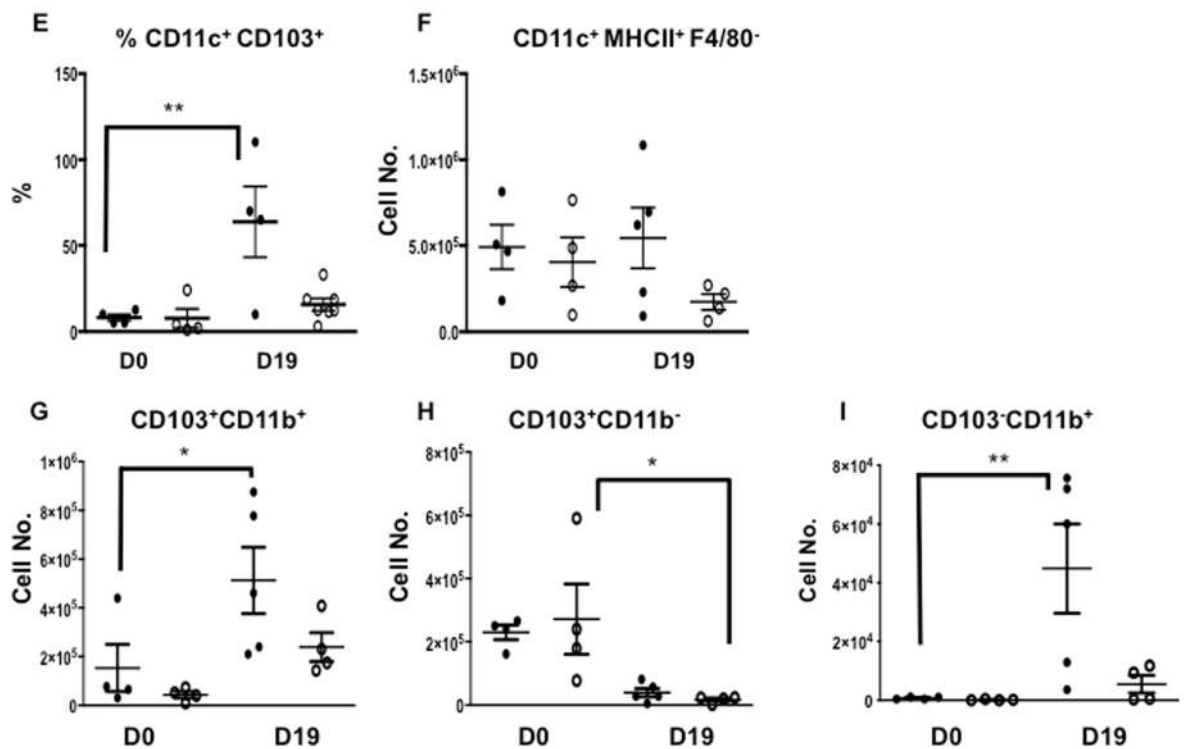 E
% CD11c⁺ CD103⁺
150
100
50
0
%
**
D0 D19
F
CD11c⁺ MHCII⁺ F4/80⁻
1.5×10⁶
1.0×10⁶
5.0×10⁵
0
Cell No.
D0 D19
G
CD103⁺CD11b⁺
1×10⁶
8×10⁵
6×10⁵
4×10⁵
2×10⁵
0
Cell No.
*
D0 D19
H
CD103⁺CD11b⁻
8×10⁵
6×10⁵
4×10⁵
2×10⁵
0
Cell No.
*
D0 D19
I
CD103⁻CD11b⁺
8×10⁴
6×10⁴
4×10⁴
2×10⁴
0
Cell No.
**
D0 D19